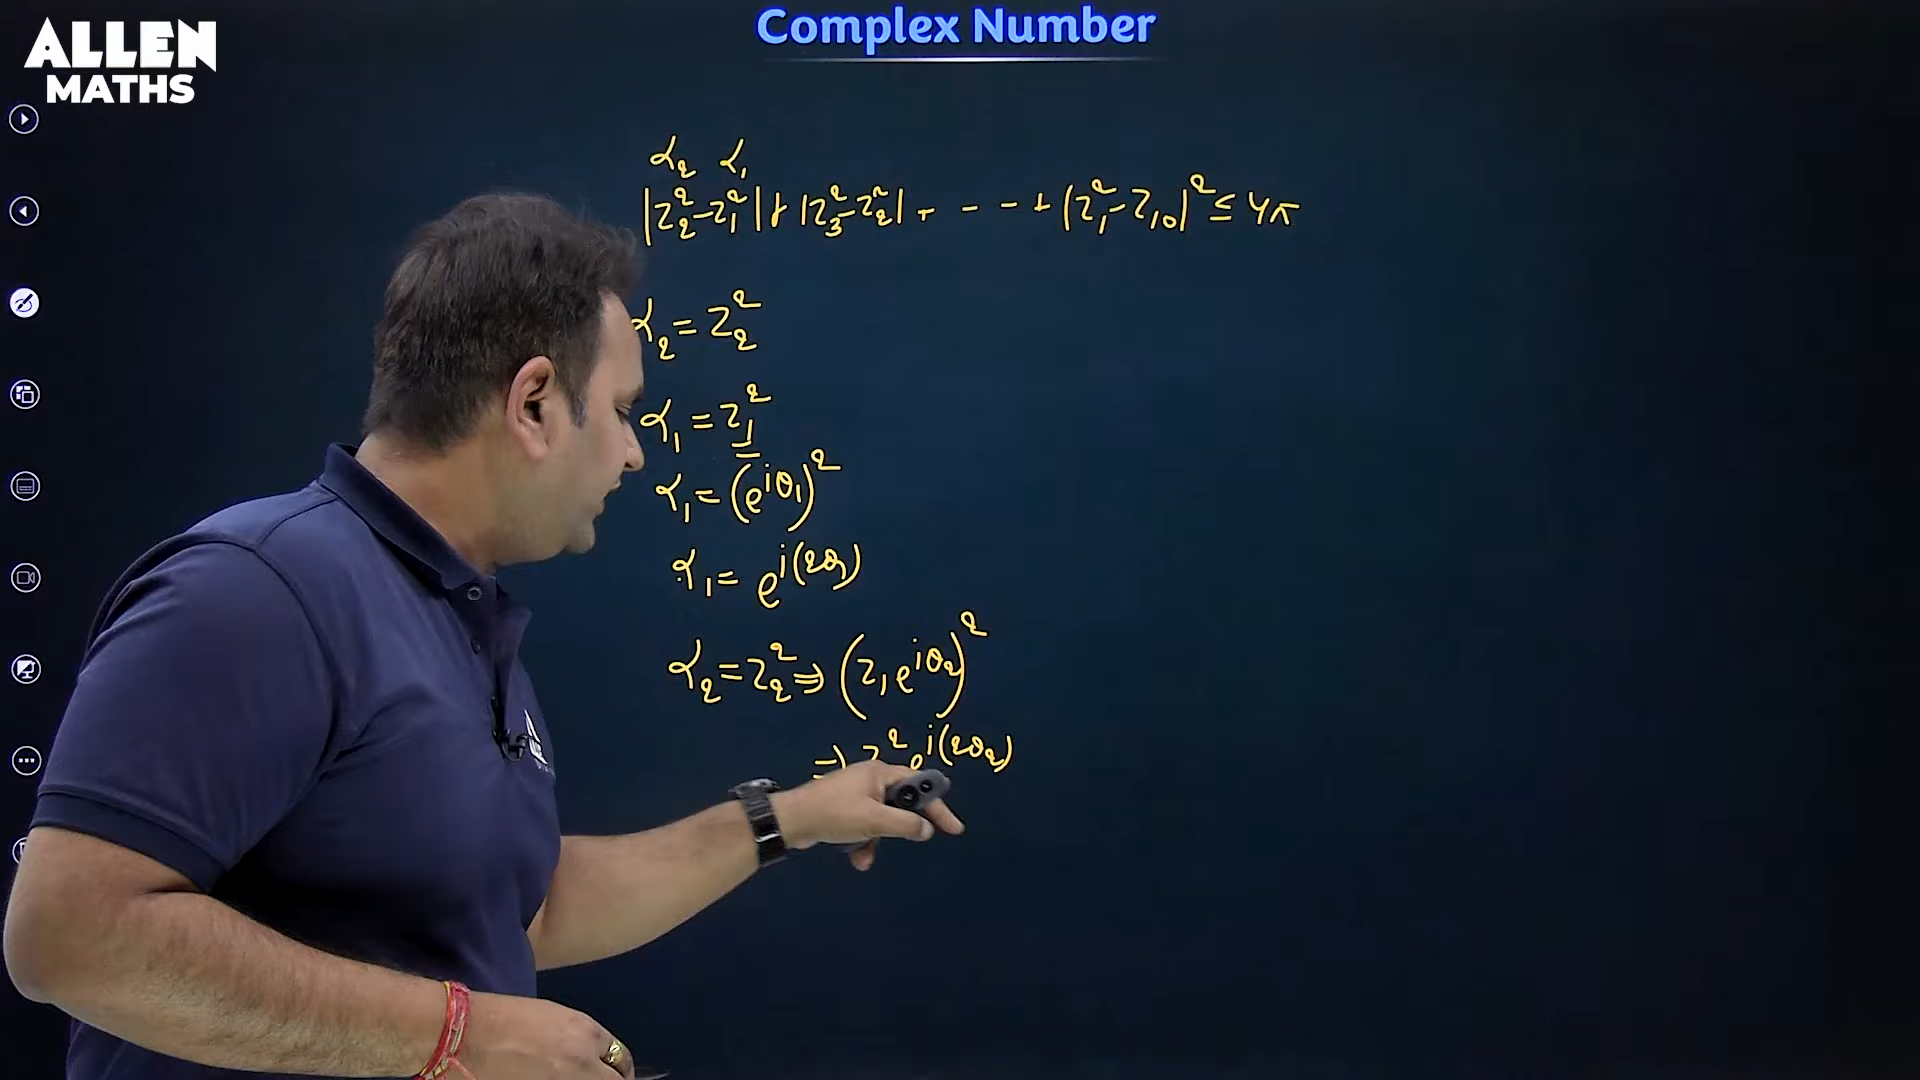 Complex Number
ALLEN
MATHS
α₂ α₁
|z₂²-z₁²|+|z₃²-z₂²|+ - - - +|z₁²-z₁₀|² ≤ 4π
α₂ = z₂²
α₁ = z₁²
α₁ = (e^{iθ₁})²
α₁ = e^{i(2θ₁)}
α₂ = z₂² ⇒ (z₁e^{iθ₂})²
⇒ z₁² e^{i(2θ₂)}